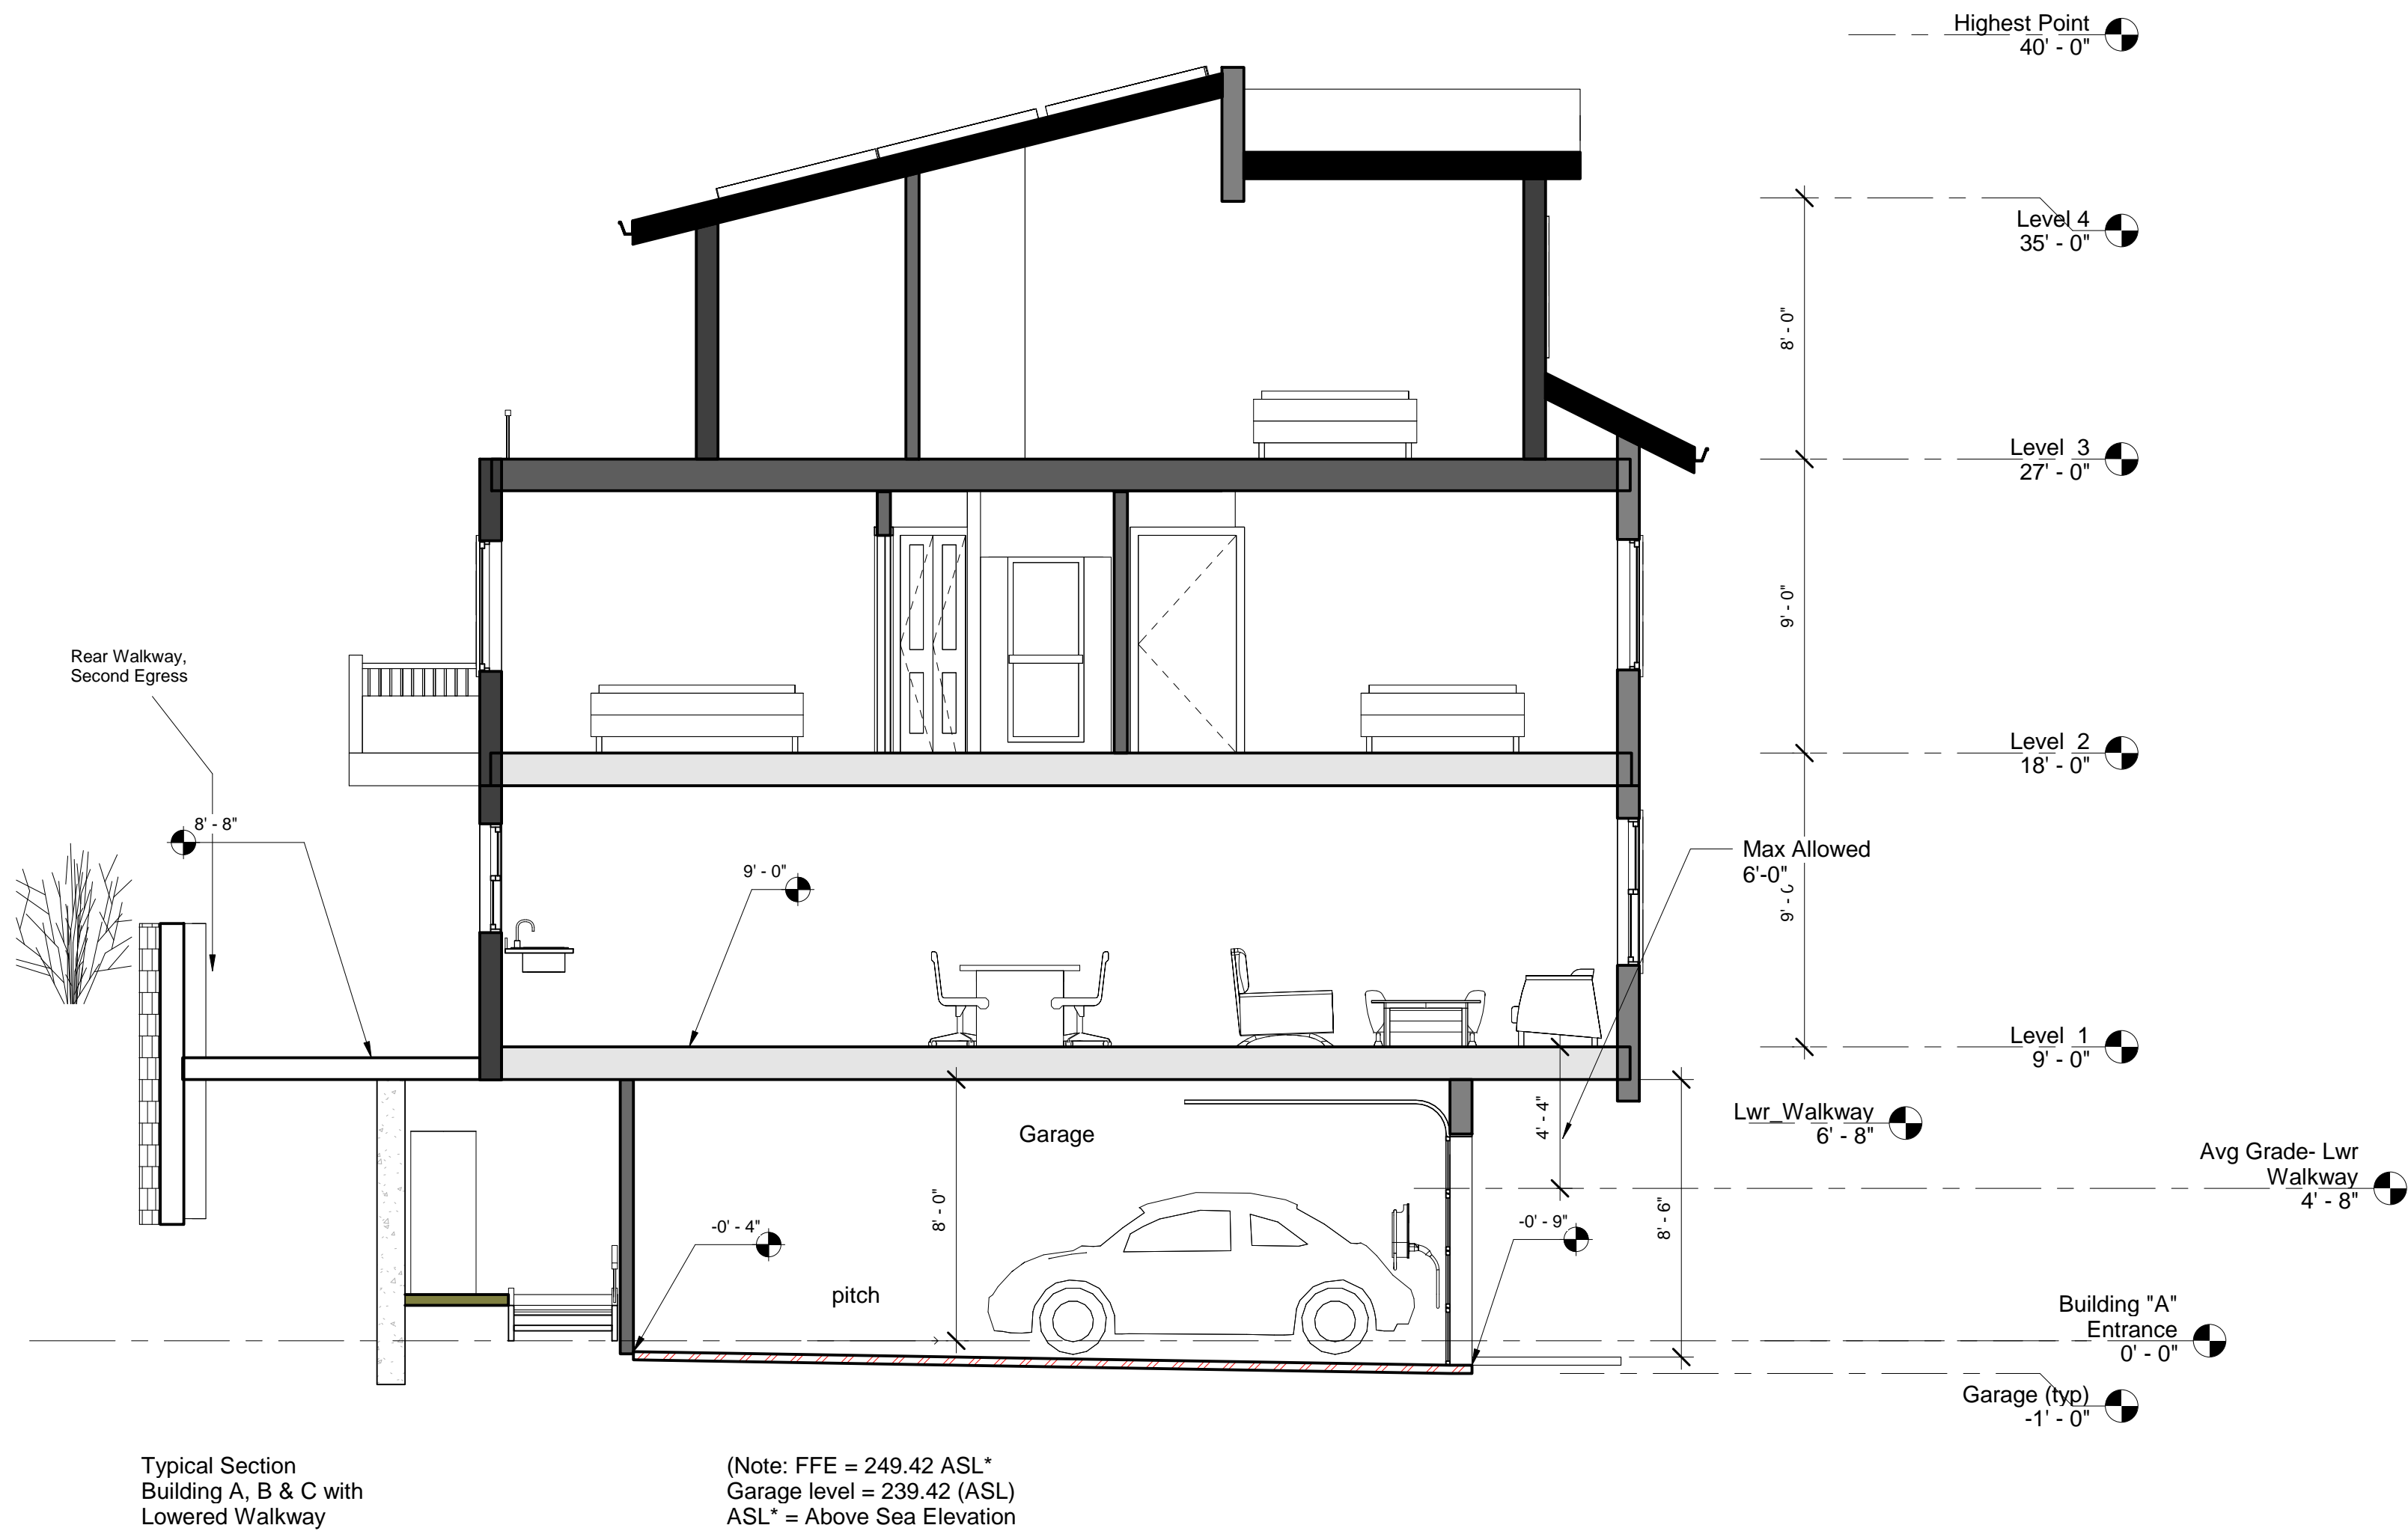 Highest Point
40' - 0"
Level 4
35' - 0"
8' - 0"
Level 3
27' - 0"
9' - 0"
Rear Walkway,
Second Egress
Level 2
18' - 0"
8' - 8"
Max Allowed
6'-0"
9' - 0"
9' - 0"
Level 1
9' - 0"
4' - 4"
Garage
Lwr_Walkway
6' - 8"
Avg Grade- Lwr
Walkway
4' - 8"
8' - 0"
-0' - 4"
-0' - 9"
8' - 6"
pitch
Building "A"
Entrance
0' - 0"
Garage (typ)
-1' - 0"
Typical Section
Building A, B & C with
Lowered Walkway
(Note: FFE = 249.42 ASL*
Garage level = 239.42 (ASL)
ASL* = Above Sea Elevation